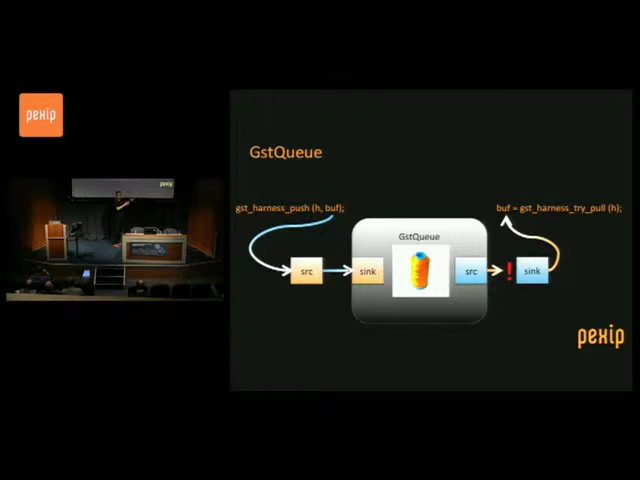 pexip
pexip
GstQueue
gst_harness_push (h, buf);
buf = gst_harness_try_pull (h);
GstQueue
src
sink
src
!
sink
pexip